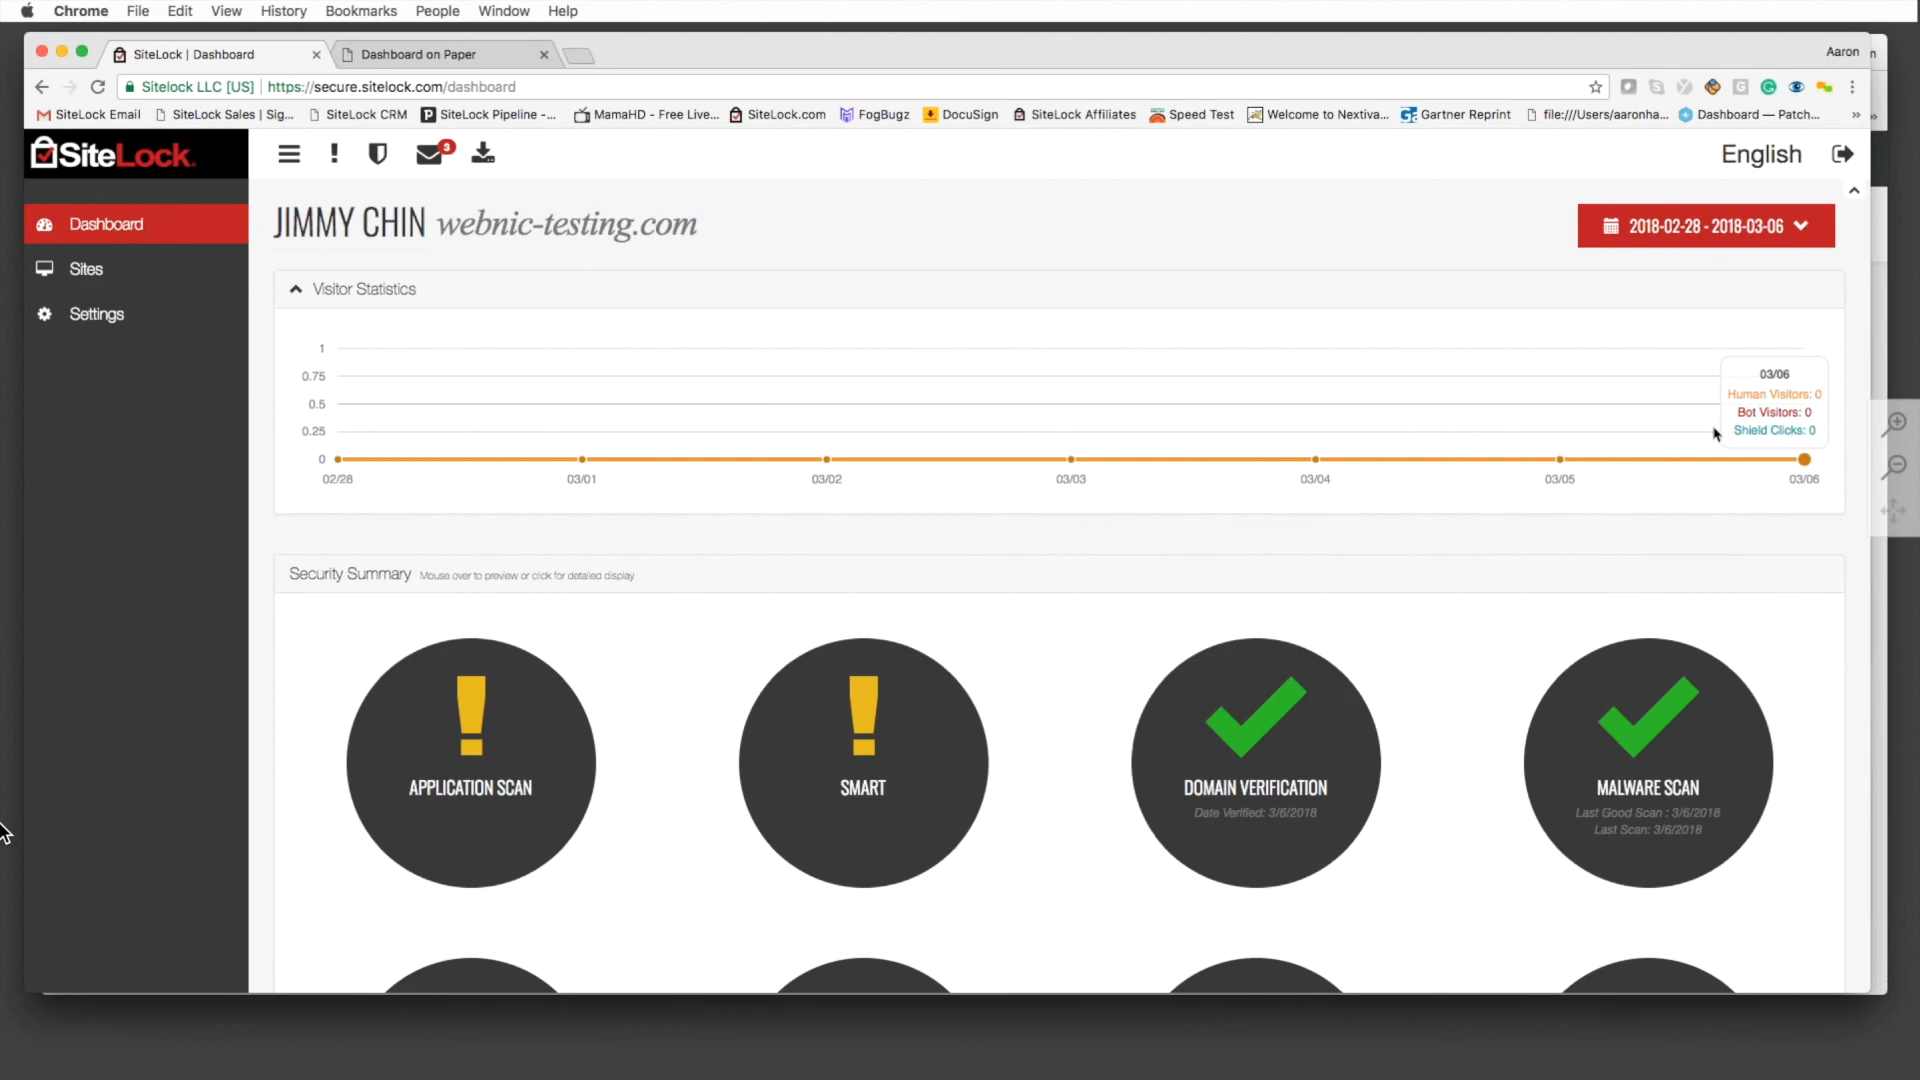 Chrome File Edit View History Bookmarks People Window Help
SiteLock | Dashboard
Dashboard on Paper
Aaron
Sitelock LLC [US] https://secure.sitelock.com/dashboard
SiteLock Email SiteLock Sales | Sig... SiteLock CRM SiteLock Pipeline -... MamaHD - Free Live... SiteLock.com FogBugz DocuSign SiteLock Affiliates Speed Test Welcome to Nextiva... Gartner Reprint file:///Users/aaronha... Dashboard — Patch... »
SiteLock
3
English
Dashboard
Sites
Settings
JIMMY CHIN webnic-testing.com
2018-02-28 - 2018-03-06
Visitor Statistics
1
0.75
0.5
0.25
0
02/28 03/01 03/02 03/03 03/04 03/05 03/06
03/06
Human Visitors: 0
Bot Visitors: 0
Shield Clicks: 0
Security Summary Mouse over to preview or click for detailed display
APPLICATION SCAN
SMART
DOMAIN VERIFICATION
Date Verified: 3/6/2018
MALWARE SCAN
Last Good Scan : 3/6/2018
Last Scan: 3/6/2018